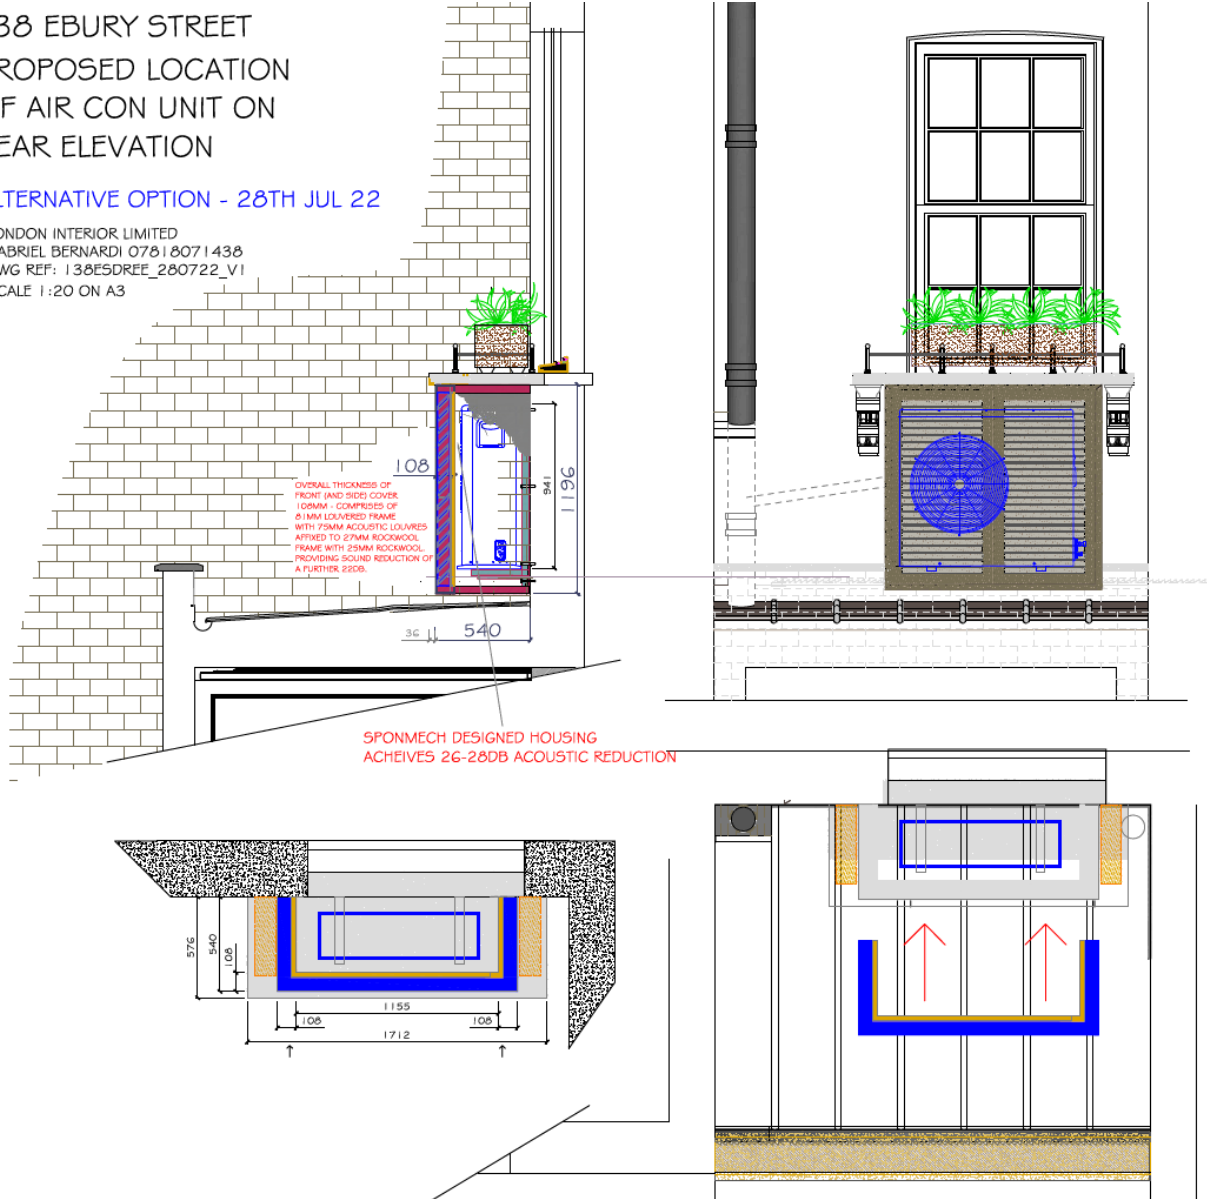 38 EBURY STREET
ROPOSED LOCATION
F AIR CON UNIT ON
EAR ELEVATION
LTERNATIVE OPTION - 28TH JUL 22
ONDON INTERIOR LIMITED
ABRIEL BERNARDI 07818071438
WG REF: 138ESDREE_280722_V1
CALE 1:20 ON A3
108
OVERALL THICKNESS OF
FRONT (AND SIDE) COVER
108MM - COMPRISES OF
81MM LOUVERED FRAME
WITH 75MM ACOUSTIC LOUVRES
AFFIXED TO 27MM ROCKWOOL
FRAME WITH 25MM ROCKWOOL.
PROVIDING SOUND REDUCTION OF
A FURTHER 22DB.
941
1196
36
540
SPONMECH DESIGNED HOUSING
ACHEIVES 26-28DB ACOUSTIC REDUCTION
576
540
108
1155
108
108
1712